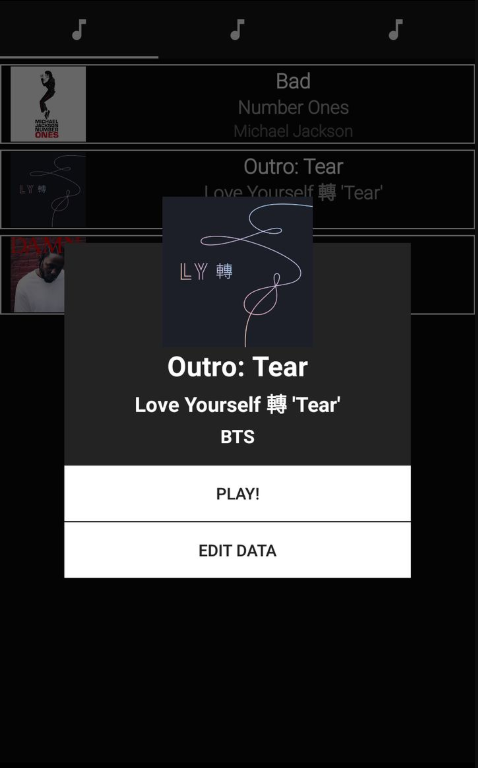 Bad
Number Ones
Michael Jackson
MICHAEL
JACKSON
NUMBER
ONES
Outro: Tear
Love Yourself 轉 'Tear'
LY
DAM
LY 轉
Outro: Tear
Love Yourself 轉 'Tear'
BTS
PLAY!
EDIT DATA